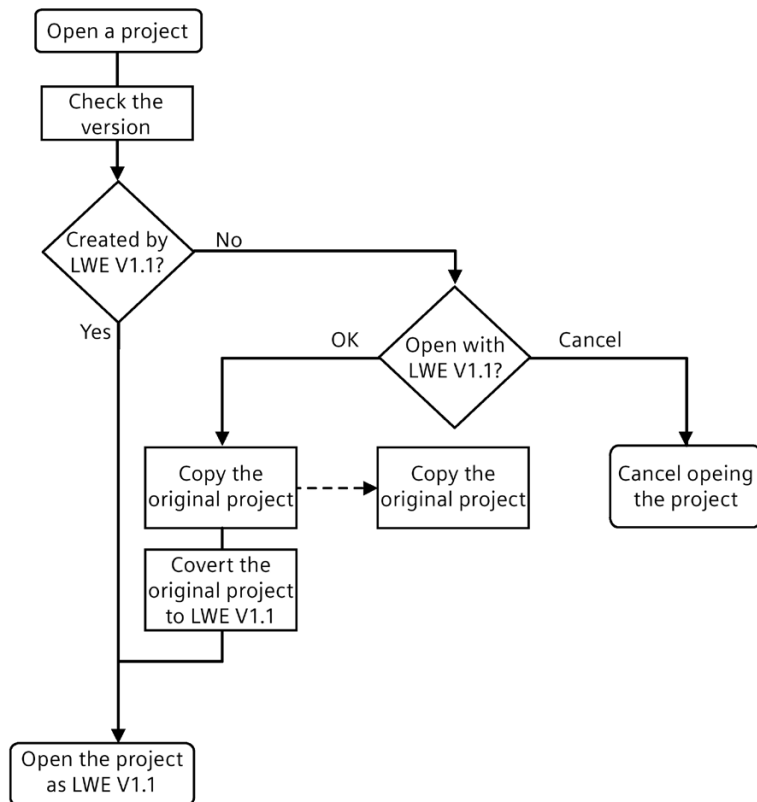 Open a project
Check the
version
Created by
LWE V1.1?
No
Yes
Open with
LWE V1.1?
OK
Cancel
Copy the
original project
Copy the
original project
Cancel opeing
the project
Covert the
original project
to LWE V1.1
Open the project
as LWE V1.1